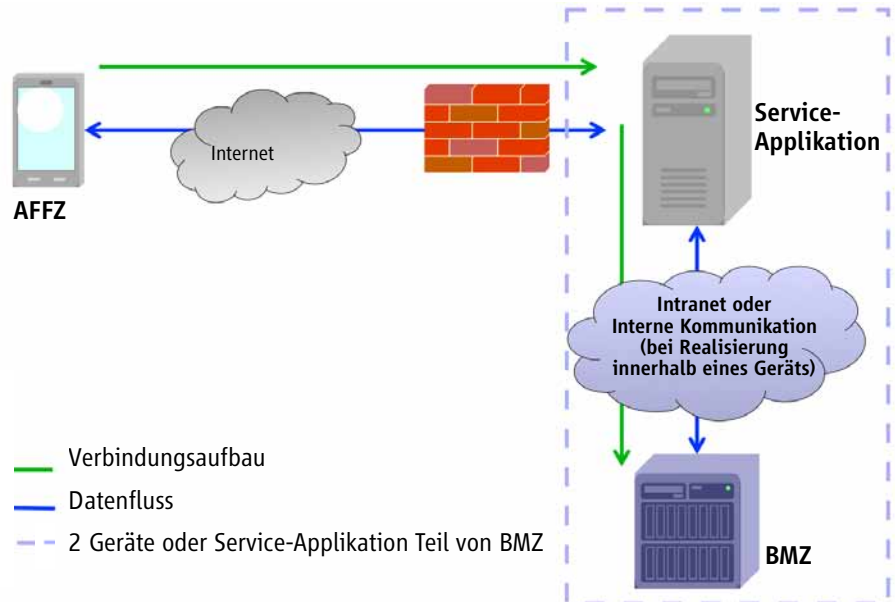 Internet
Service-
Applikation
AFFZ
Intranet oder
Interne Kommunikation
(bei Realisierung
innerhalb eines Geräts)
Verbindungsaufbau
Datenfluss
2 Geräte oder Service-Applikation Teil von BMZ
BMZ